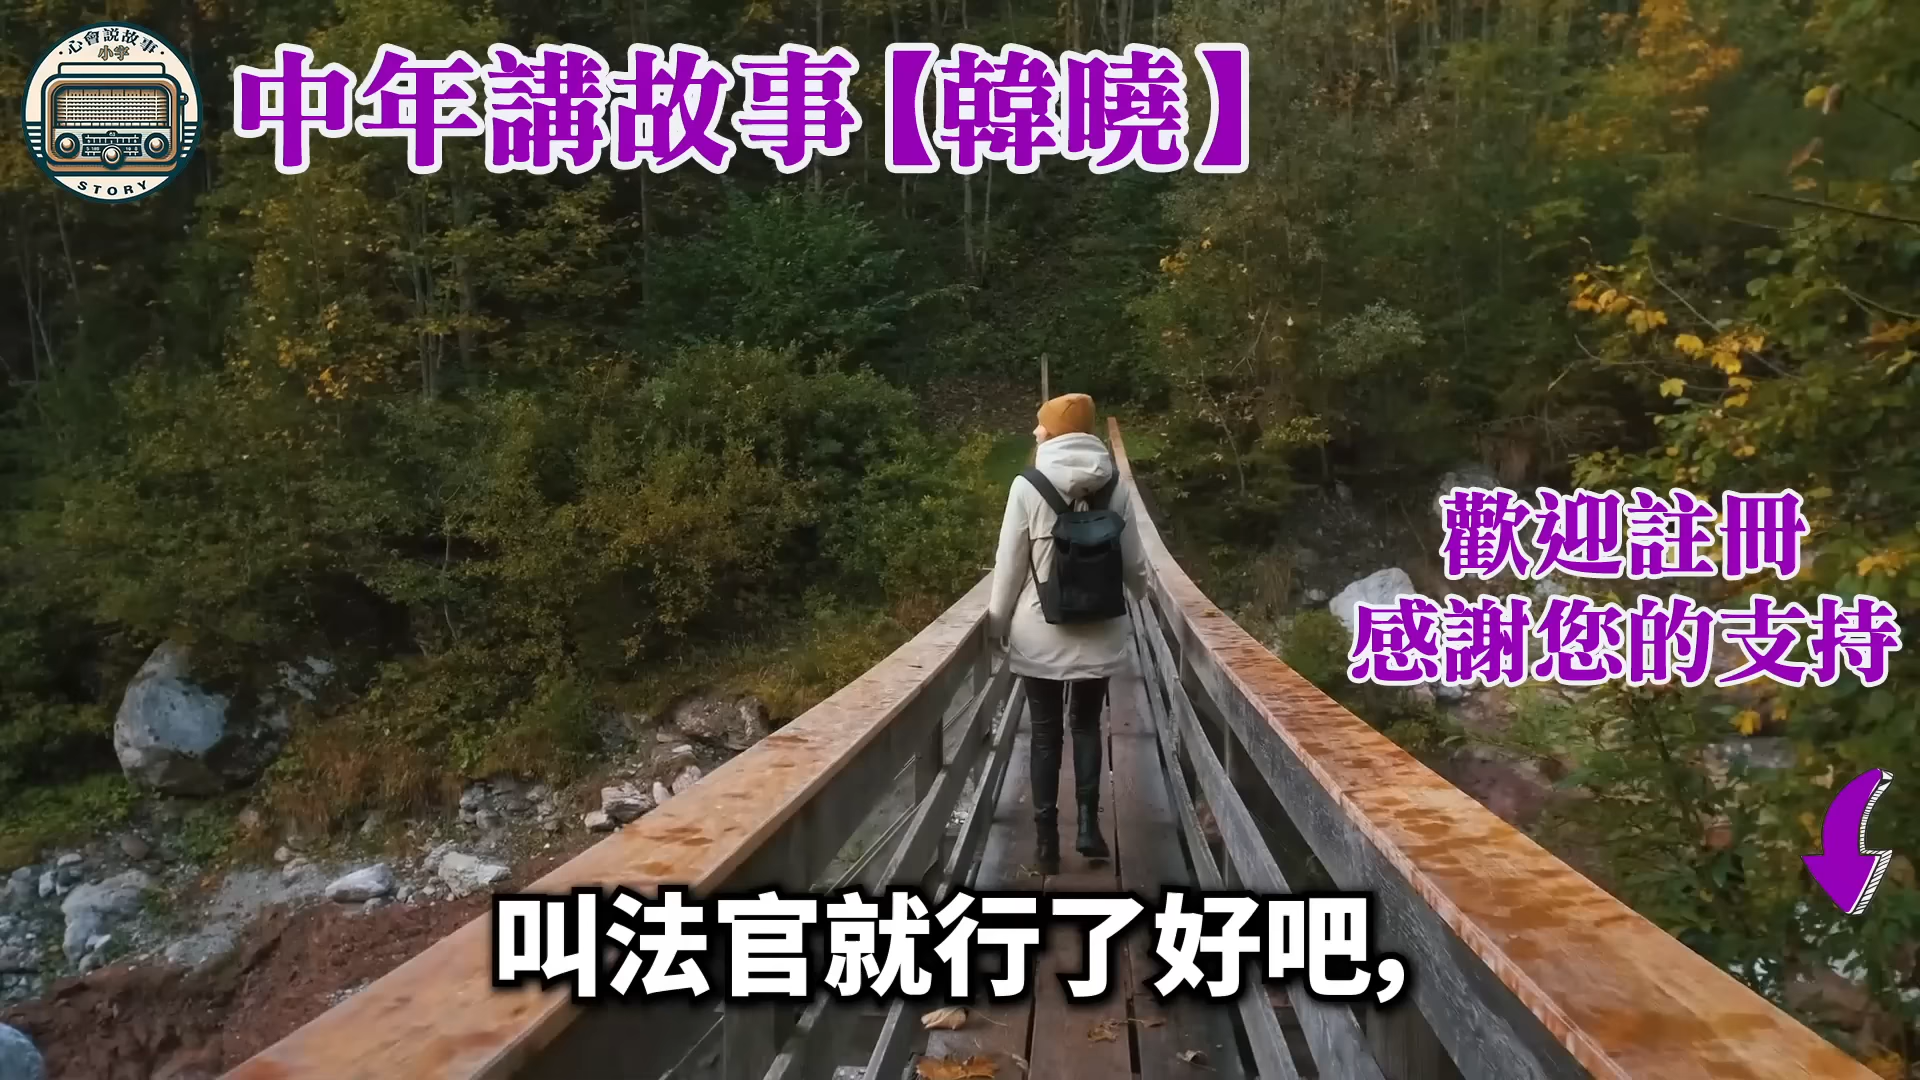 ·心會説故事·
小宇
STORY
中年講故事【韓曉】
歡迎註冊
感謝您的支持
叫法官就行了好吧,